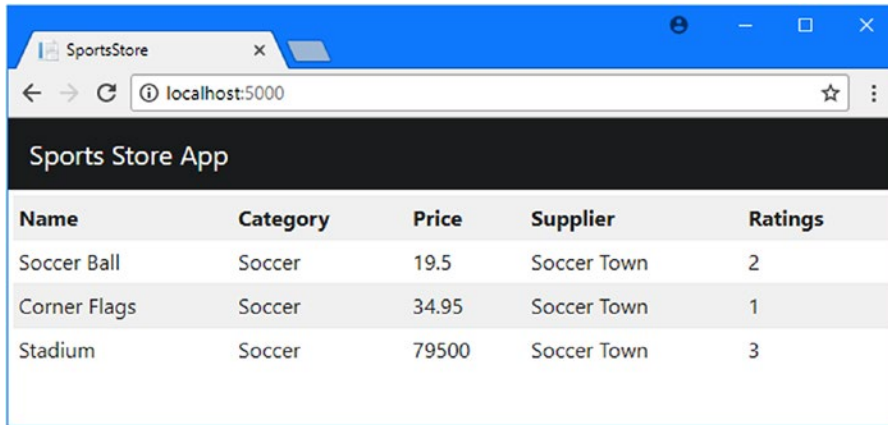 SportsStore
localhost:5000
Sports Store App
Name Category Price Supplier Ratings
Soccer Ball Soccer 19.5 Soccer Town 2
Corner Flags Soccer 34.95 Soccer Town 1
Stadium Soccer 79500 Soccer Town 3